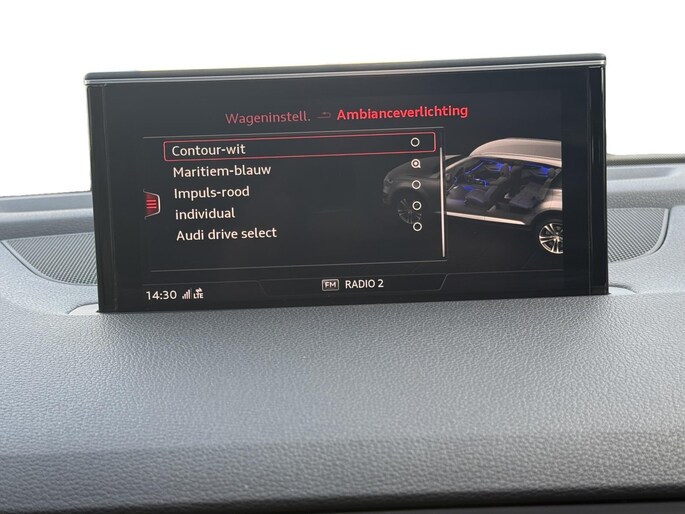 Wageninstell. Ambianceverlichting
Contour-wit
Maritiem-blauw
Impuls-rood
individual
Audi drive select
14:30 LTE FM RADIO 2